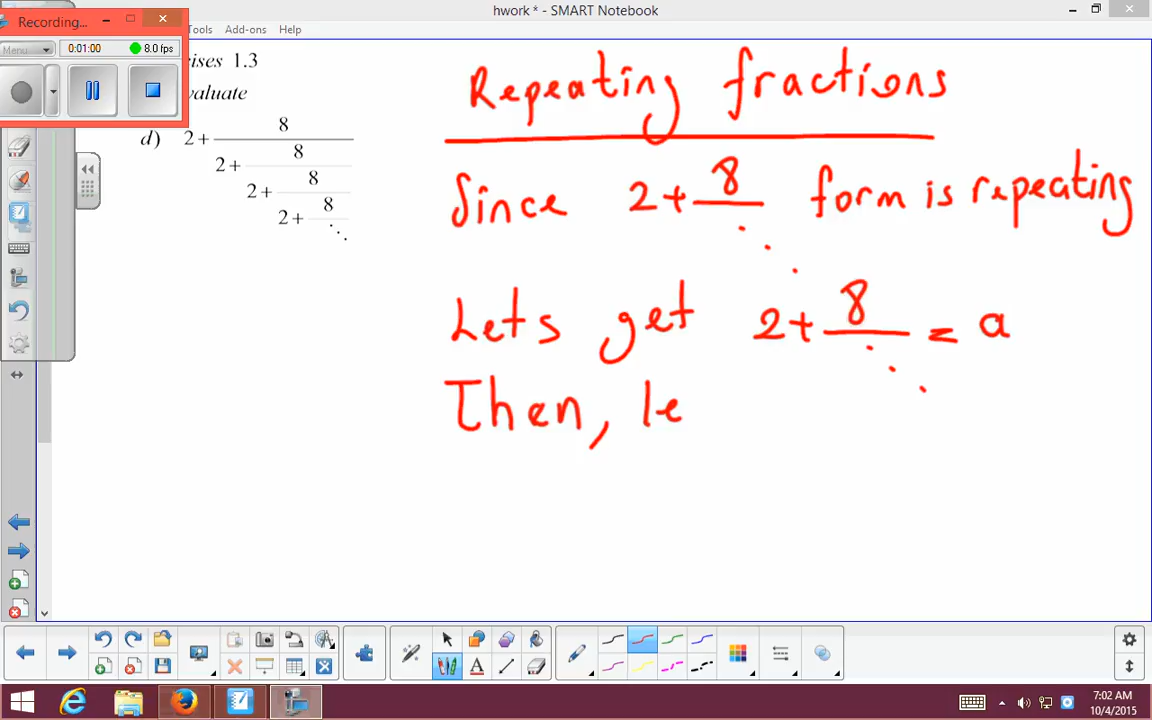 hwork * - SMART Notebook
Recording...
Tools Add-ons Help
Menu 0:01:00 8.0 fps
ises 1.3
valuate
d) 2+ 8
2+ 8
2+ 8
2+ 8
⋱
Repeating fractions
Since 2+ 8 form is repeating
⋱
Lets get 2+ 8 = a
⋱
Then, le
A
7:02 AM
10/4/2015